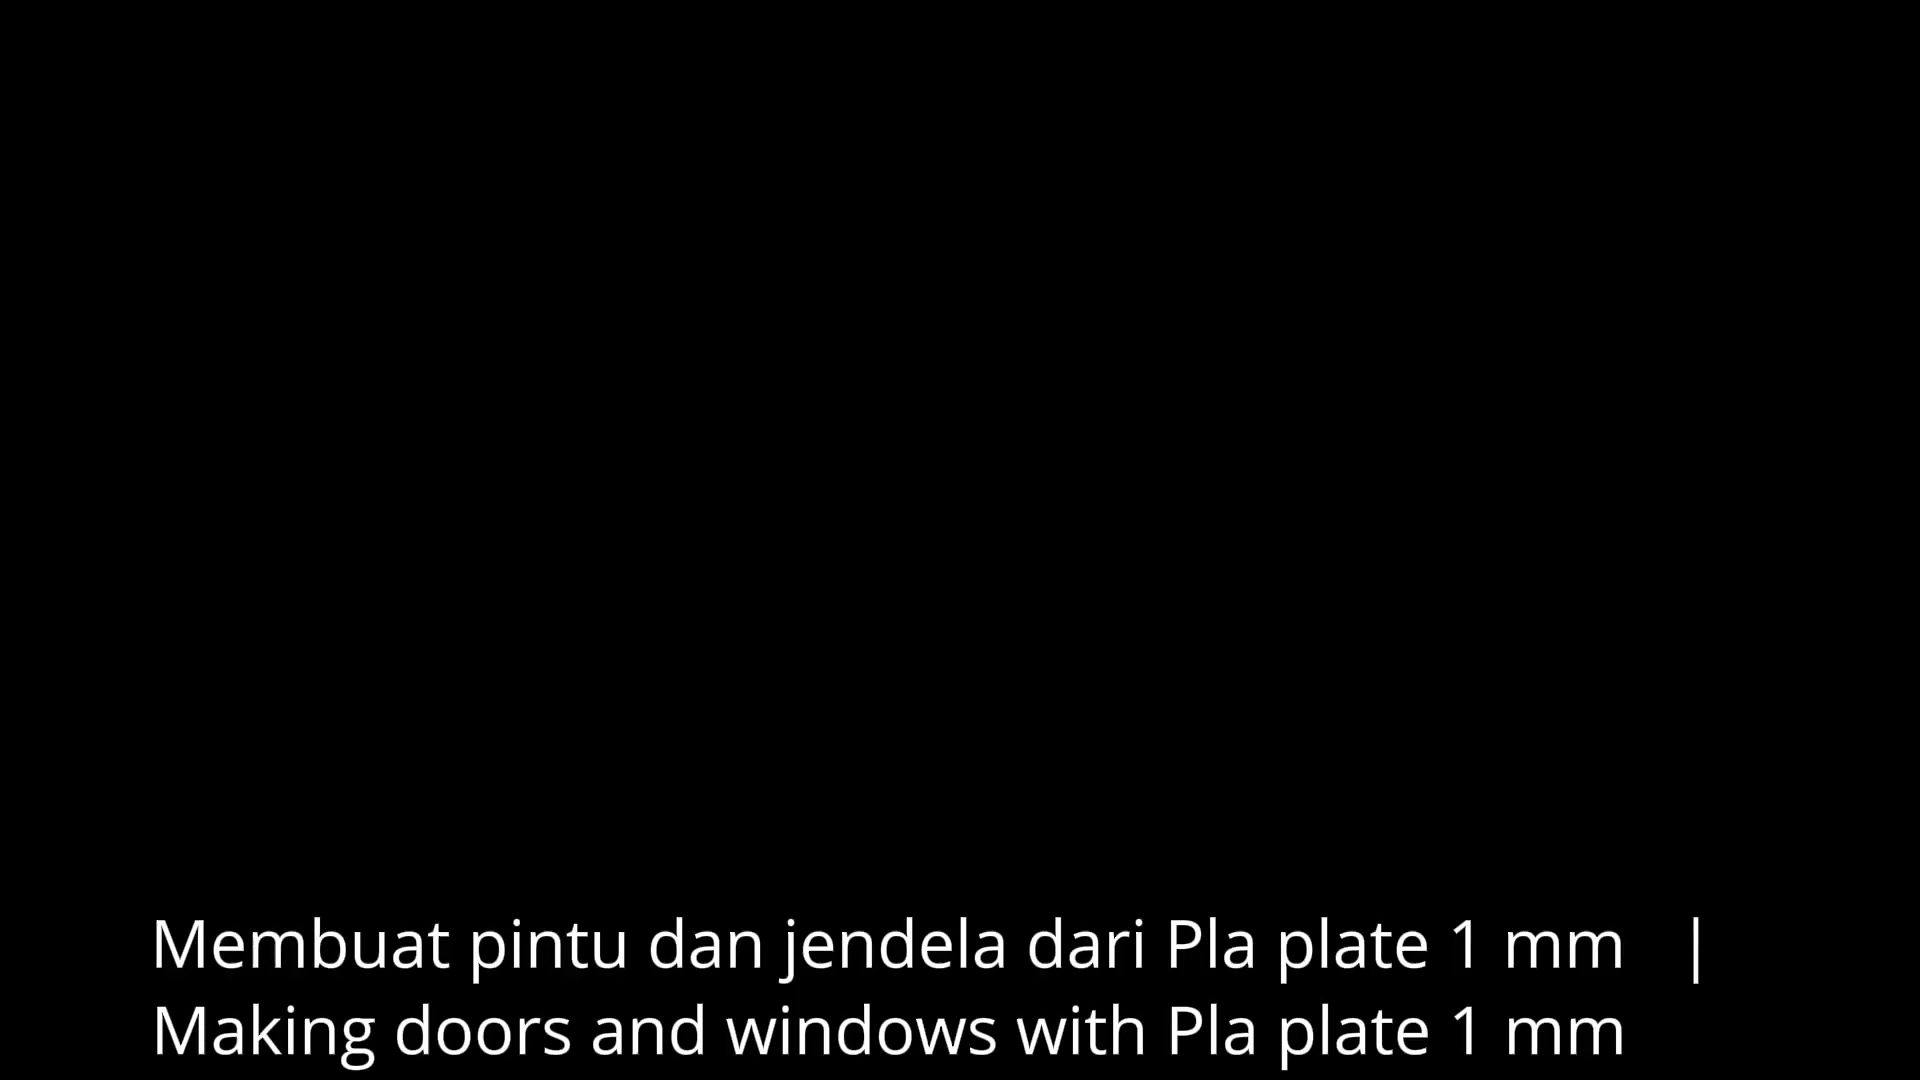 Membuat pintu dan jendela dari Pla plate 1 mm |
Making doors and windows with Pla plate 1 mm